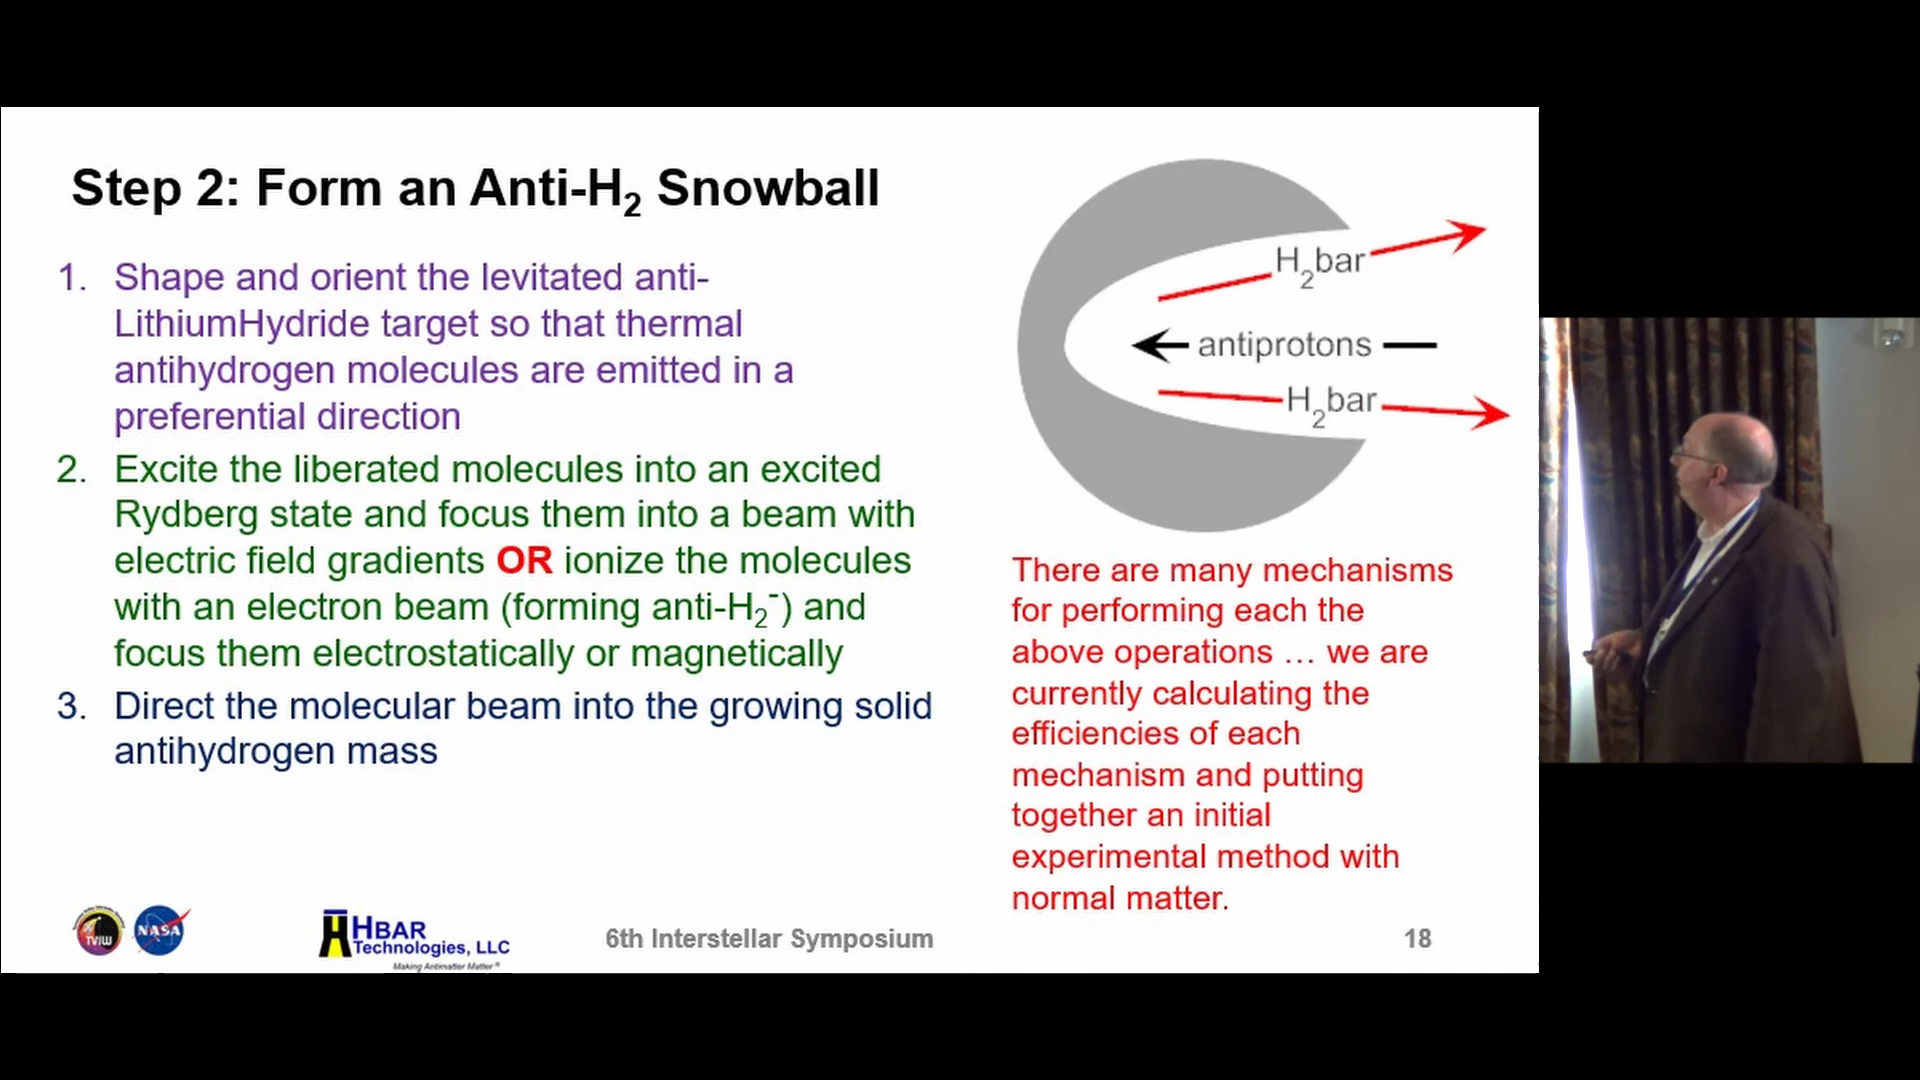 Step 2: Form an Anti-H₂ Snowball
1. Shape and orient the levitated anti-
LithiumHydride target so that thermal
antihydrogen molecules are emitted in a
preferential direction
2. Excite the liberated molecules into an excited
Rydberg state and focus them into a beam with
electric field gradients OR ionize the molecules
with an electron beam (forming anti-H₂⁻) and
focus them electrostatically or magnetically
3. Direct the molecular beam into the growing solid
antihydrogen mass
H₂bar
antiprotons
H₂bar
There are many mechanisms
for performing each the
above operations … we are
currently calculating the
efficiencies of each
mechanism and putting
together an initial
experimental method with
normal matter.
TVIW
NASA
HBAR
Technologies, LLC
Making Antimatter Matter ®
6th Interstellar Symposium
18